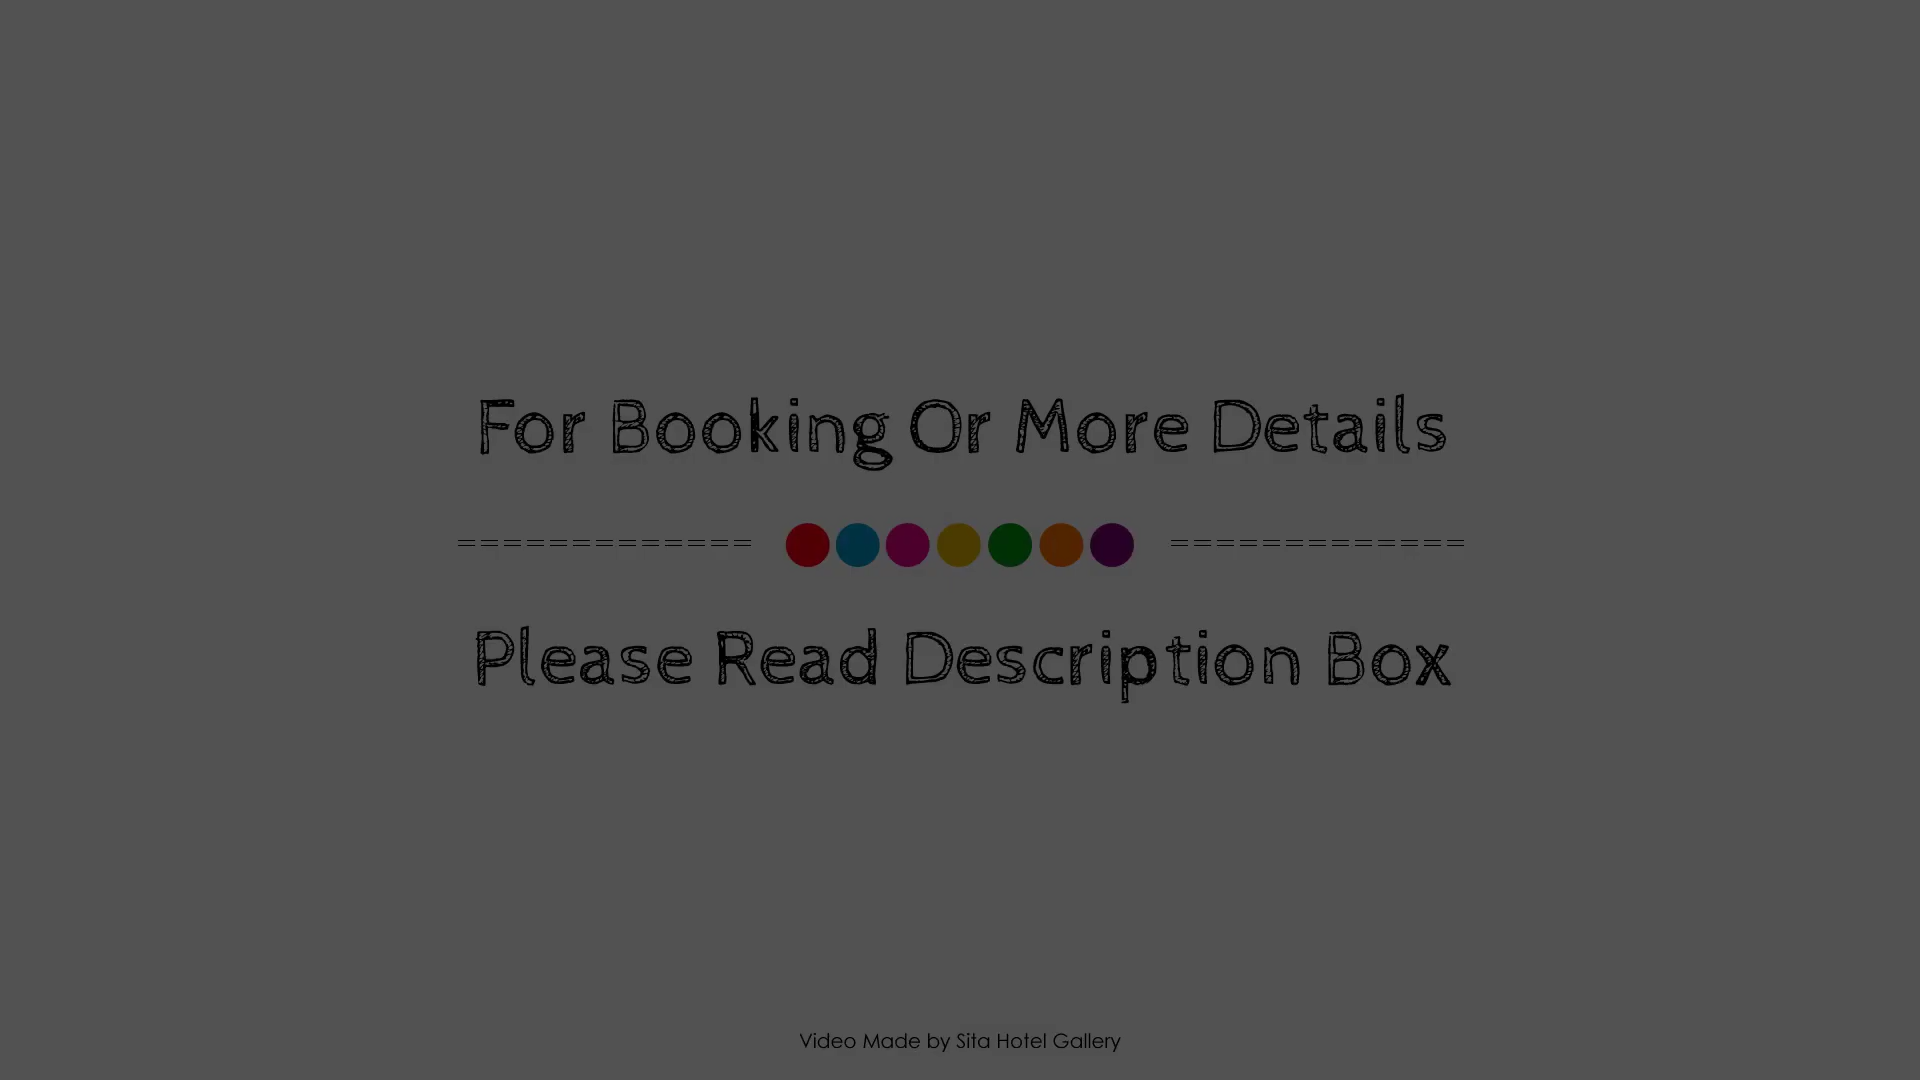 For Booking Or More Details
============= =============
Please Read Description Box
Video Made by Sita Hotel Gallery